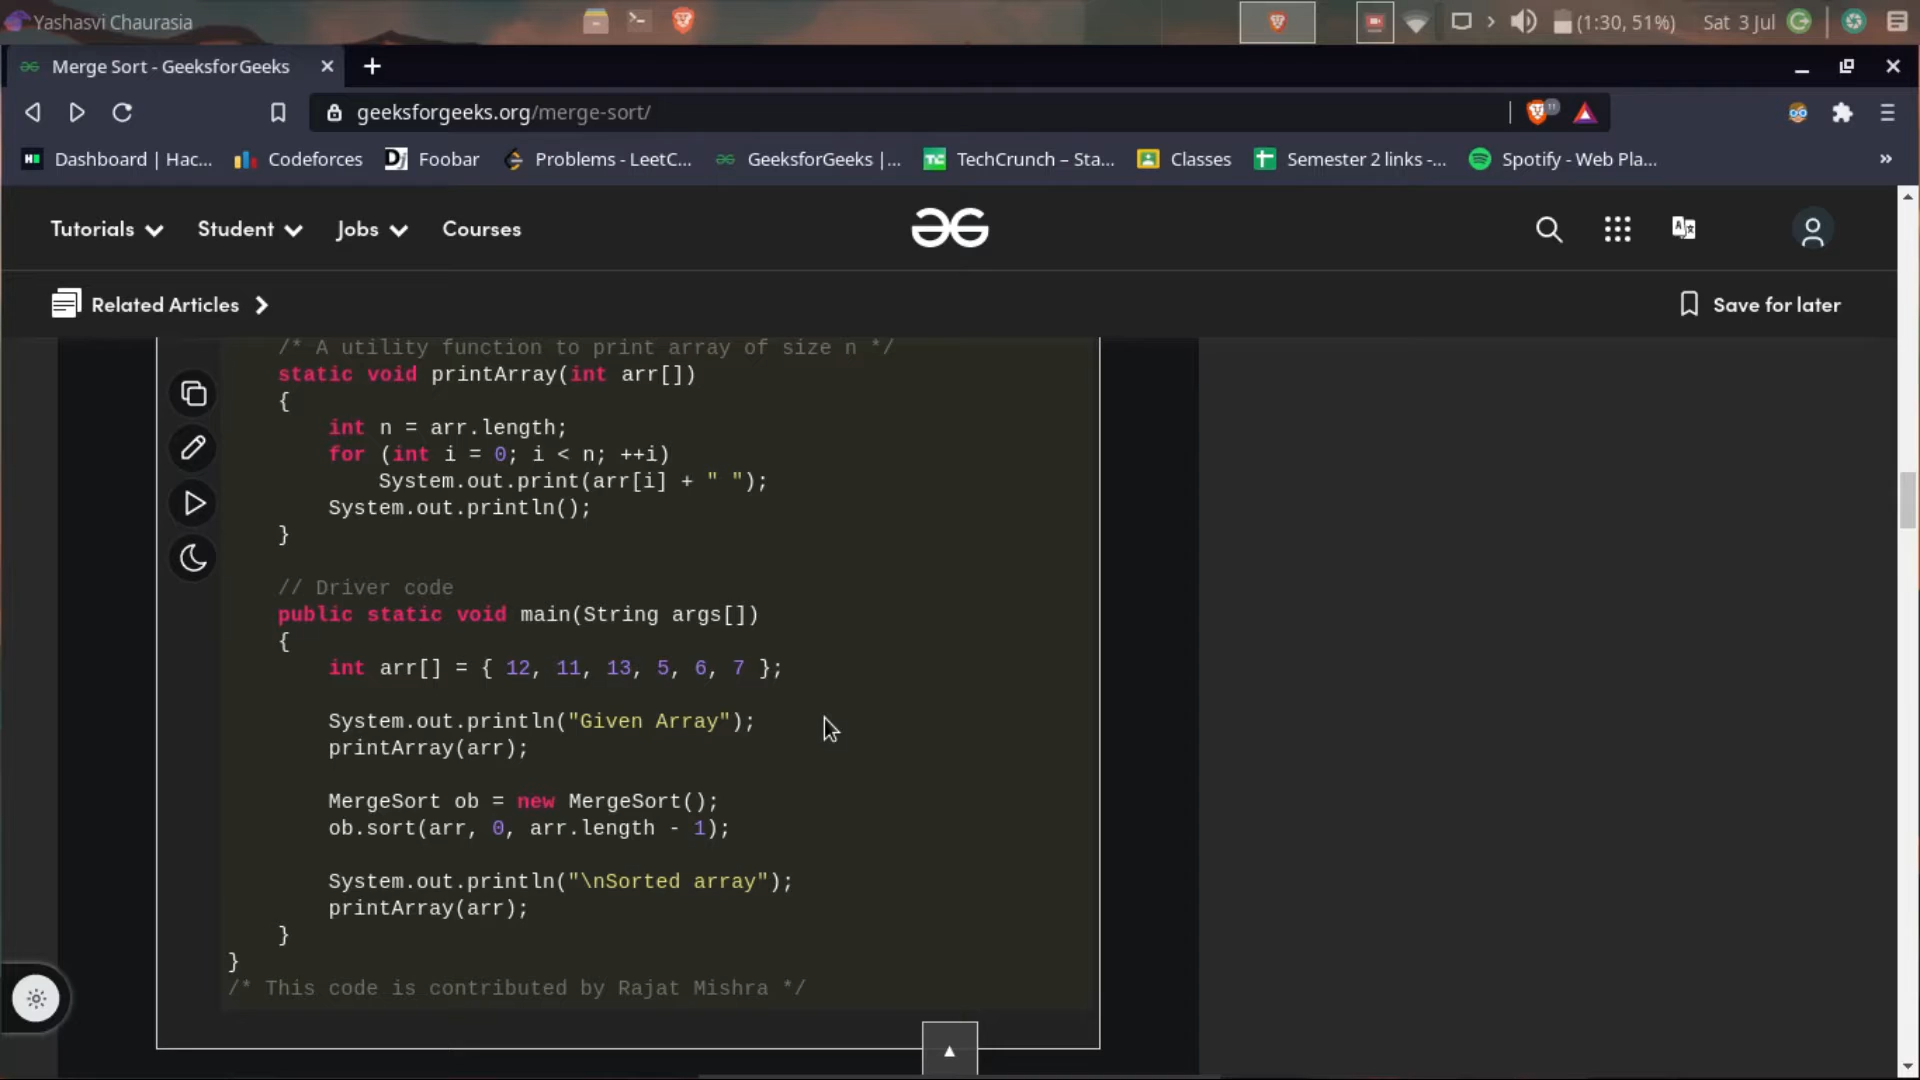 Yashasvi Chaurasia
(1:30, 51%) Sat 3 Jul
Merge Sort - GeeksforGeeks
geeksforgeeks.org/merge-sort/
Dashboard | Hac... Codeforces Foobar Problems - LeetC... GeeksforGeeks |... TechCrunch – Sta... Classes Semester 2 links -... Spotify - Web Pla...
Tutorials Student Jobs Courses
Related Articles
Save for later
/* A utility function to print array of size n */
static void printArray(int arr[])
{
int n = arr.length;
for (int i = 0; i < n; ++i)
System.out.print(arr[i] + " ");
System.out.println();
}
// Driver code
public static void main(String args[])
{
int arr[] = { 12, 11, 13, 5, 6, 7 };
System.out.println("Given Array");
printArray(arr);
MergeSort ob = new MergeSort();
ob.sort(arr, 0, arr.length - 1);
System.out.println("\nSorted array");
printArray(arr);
}
}
/* This code is contributed by Rajat Mishra */